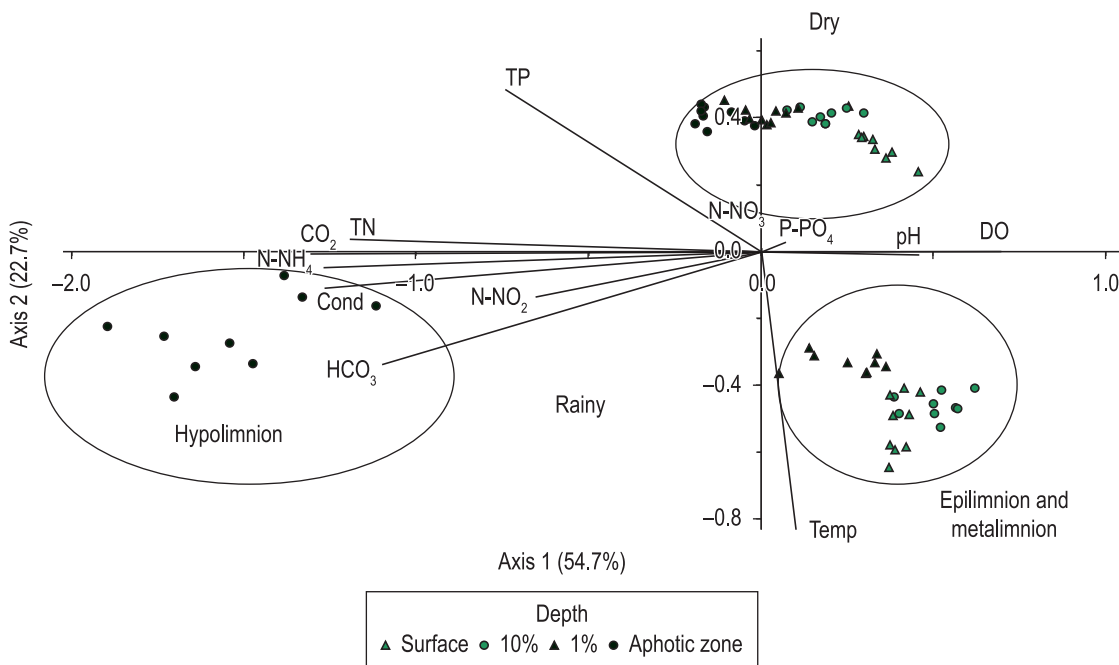 Dry
TP
0.4
N-NO₃
P-PO₄
TN
CO₂
pH
DO
0.0
N-NH₄
–2.0
–1.0
0.0
1.0
Cond
N-NO₂
HCO₃
–0.4
Rainy
Hypolimnion
Epilimnion and
metalimnion
–0.8
Temp
Axis 2 (22.7%)
Axis 1 (54.7%)
Depth
Surface 10% 1% Aphotic zone